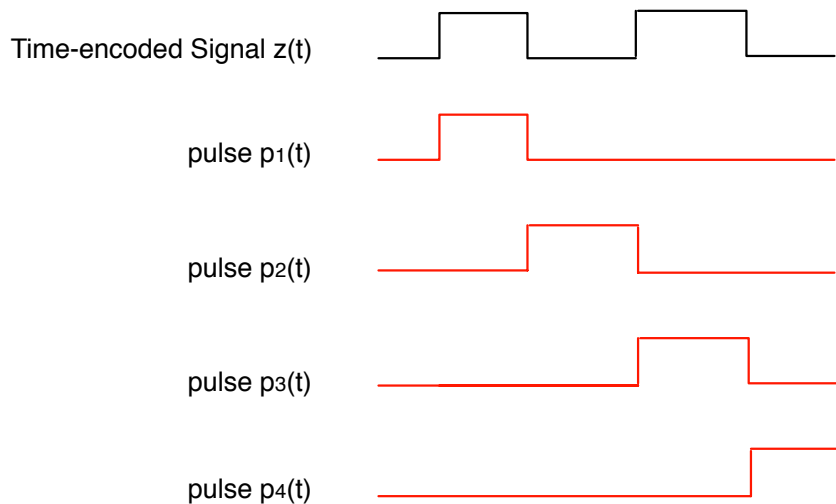 Time-encoded Signal z(t)
pulse p1(t)
pulse p2(t)
pulse p3(t)
pulse p4(t)